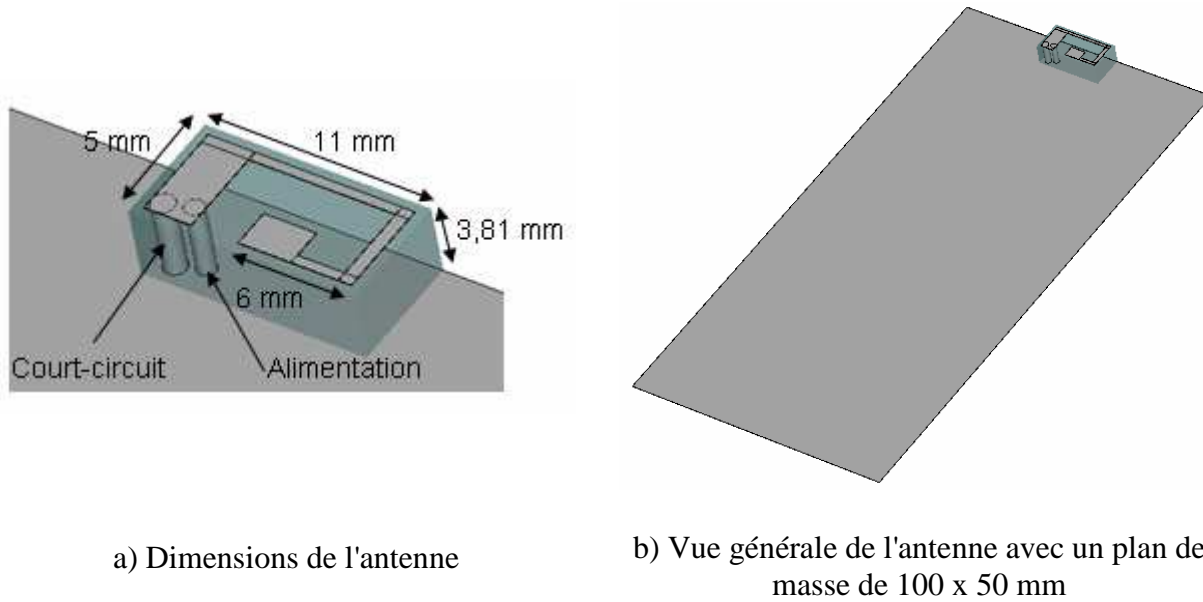 5 mm
11 mm
3,81 mm
6 mm
Court-circuit
Alimentation
a) Dimensions de l'antenne
b) Vue générale de l'antenne avec un plan de
masse de 100 x 50 mm